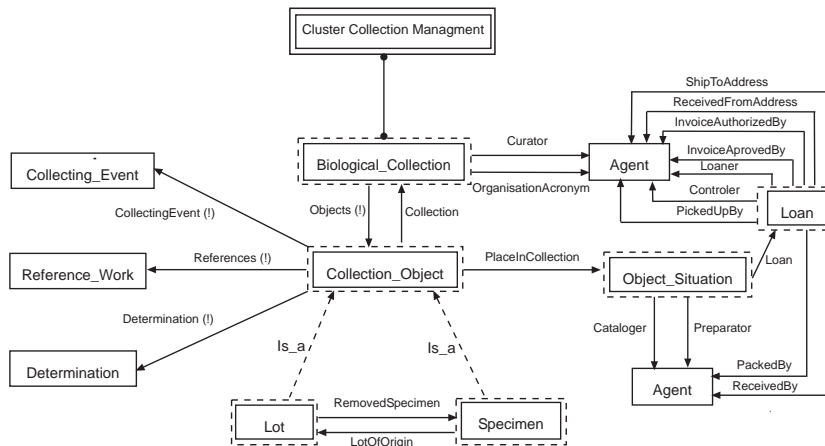 Cluster Collection Managment
ShipToAddress
ReceivedFromAddress
InvoiceAuthorizedBy
Curator
Biological_Collection
Agent
InvoiceAprovedBy
Loaner
Collecting_Event
OrganisationAcronym
Controler
CollectingEvent (!)
Objects (!)
Collection
PickedUpBy
Loan
References (!)
PlaceInCollection
Reference_Work
Collection_Object
Object_Situation
Loan
Determination (!)
Cataloger
Preparator
Is_a
Is_a
Determination
PackedBy
Agent
ReceivedBy
RemovedSpecimen
Lot
Specimen
LotOfOrigin